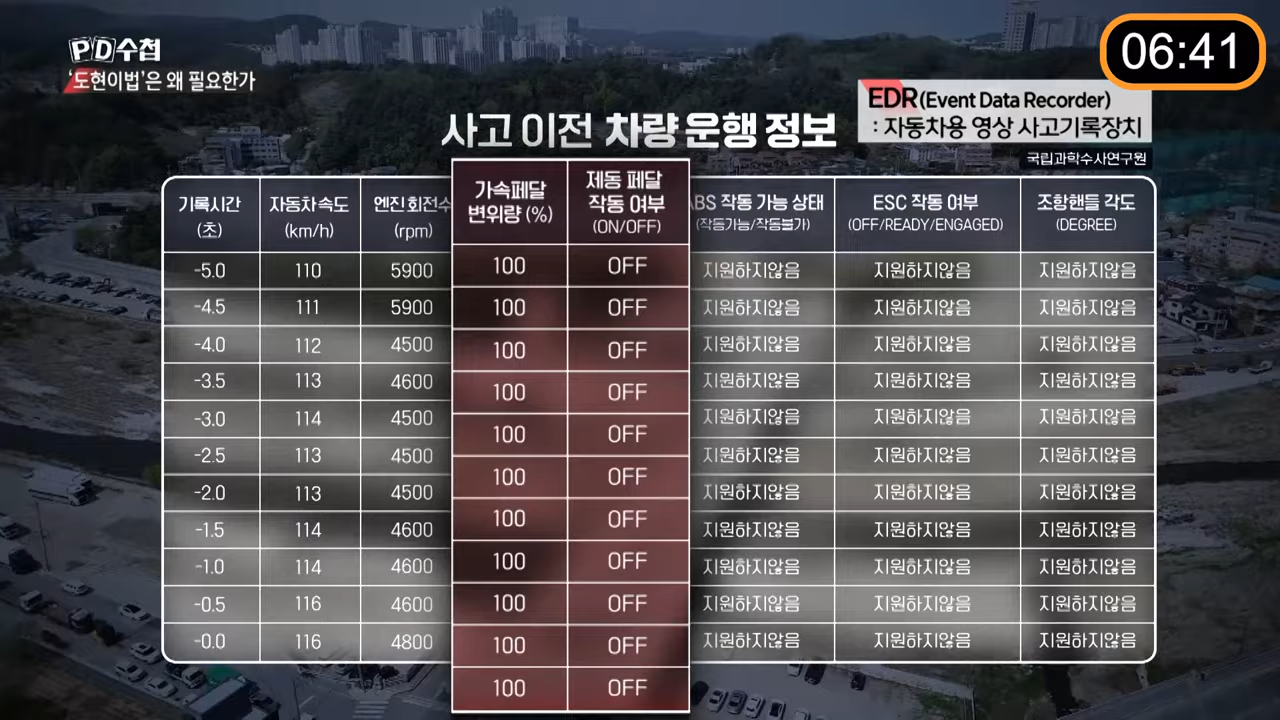 PD수첩
'도현이법'은 왜 필요한가
06:41
EDR(Event Data Recorder)
: 자동차용 영상 사고기록장치
국립과학수사연구원
사고 이전 차량 운행 정보
기록시간 (초) 자동차속도 (km/h) 엔진회전수 (rpm) 가속페달 변위량 (%) 제동 페달 작동 여부 (ON/OFF) ABS 작동 가능 상태 (작동가능/작동불가) ESC 작동 여부 (OFF/READY/ENGAGED) 조향핸들 각도 (DEGREE)
-5.0 110 5900 100 OFF 지원하지않음 지원하지않음 지원하지않음
-4.5 111 5900 100 OFF 지원하지않음 지원하지않음 지원하지않음
-4.0 112 4500 100 OFF 지원하지않음 지원하지않음 지원하지않음
-3.5 113 4600 100 OFF 지원하지않음 지원하지않음 지원하지않음
-3.0 114 4500 100 OFF 지원하지않음 지원하지않음 지원하지않음
-2.5 113 4500 100 OFF 지원하지않음 지원하지않음 지원하지않음
-2.0 113 4500 100 OFF 지원하지않음 지원하지않음 지원하지않음
-1.5 114 4600 100 OFF 지원하지않음 지원하지않음 지원하지않음
-1.0 114 4600 100 OFF 지원하지않음 지원하지않음 지원하지않음
-0.5 116 4600 100 OFF 지원하지않음 지원하지않음 지원하지않음
-0.0 116 4800 100 OFF 지원하지않음 지원하지않음 지원하지않음